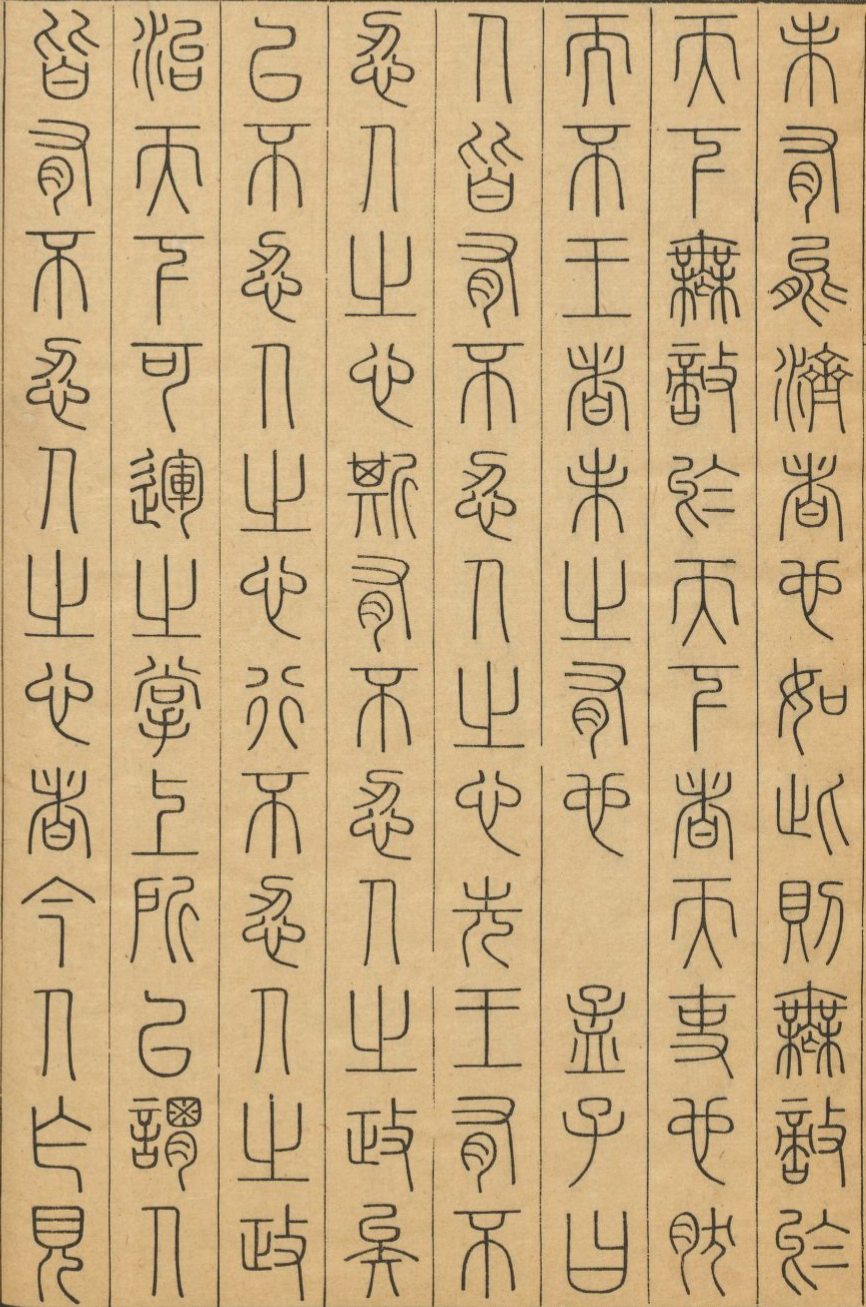 未有能濟者也如此則無敵於
天下無敵於天下者天吏也然
而不王者未之有也　孟子曰
人皆有不忍人之心先王有不
忍人之心斯有不忍人之政矣
以不忍人之心行不忍人之政
治天下可運之掌上所以謂人
皆有不忍人之心者今人乍見